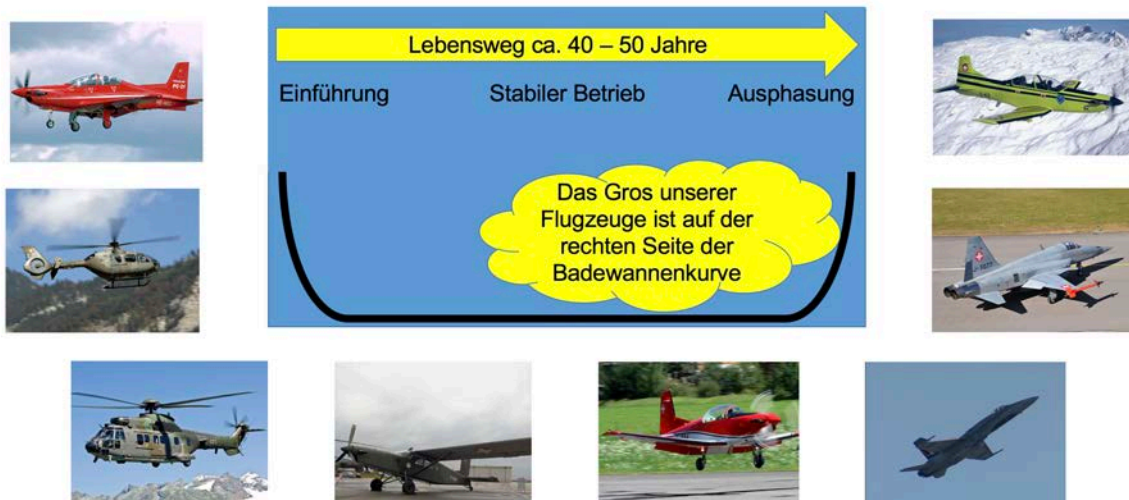 Lebensweg ca. 40 – 50 Jahre
Einführung
Stabiler Betrieb
Ausphasung
Das Gros unserer
Flugzeuge ist auf der
rechten Seite der
Badewannenkurve